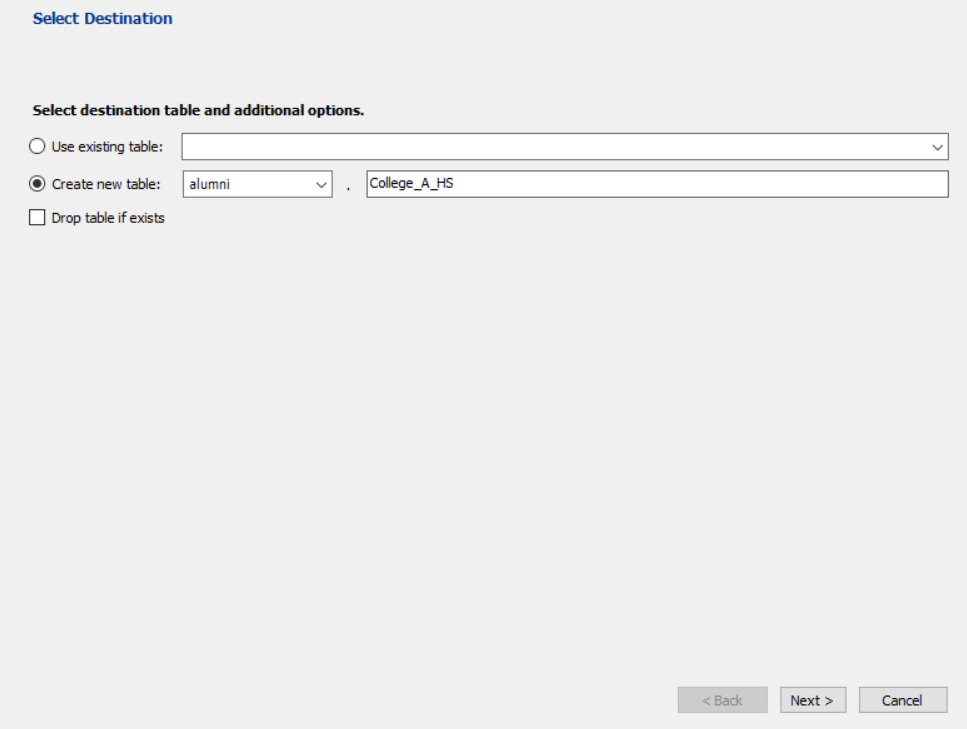 Select Destination
Select destination table and additional options.
Use existing table:
Create new table: alumni . College_A_HS
Drop table if exists
< Back Next > Cancel